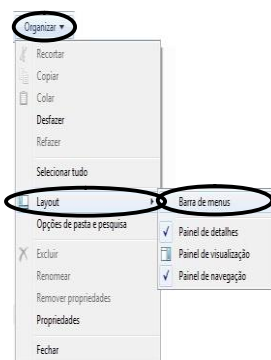 Organizar
Recortar
Copiar
Colar
Desfazer
Refazer
Selecionar tudo
Layout
Barra de menus
Opções de pasta e pesquisa
Painel de detalhes
Painel de visualização
Excluir
Painel de navegação
Renomear
Remover propriedades
Propriedades
Fechar